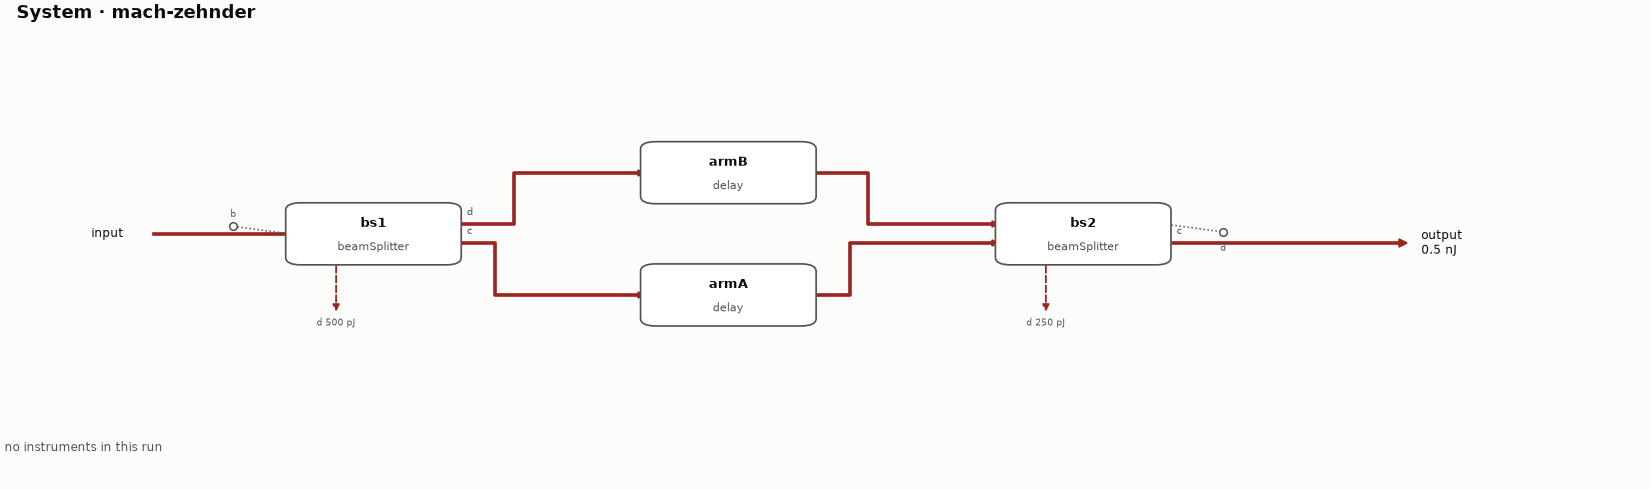 System · mach-zehnder
armB
delay
b
d
bs1
beamSplitter
c
input
bs2
beamSplitter
c
d
output
0.5 nJ
armA
delay
d 500 pJ
d 250 pJ
no instruments in this run